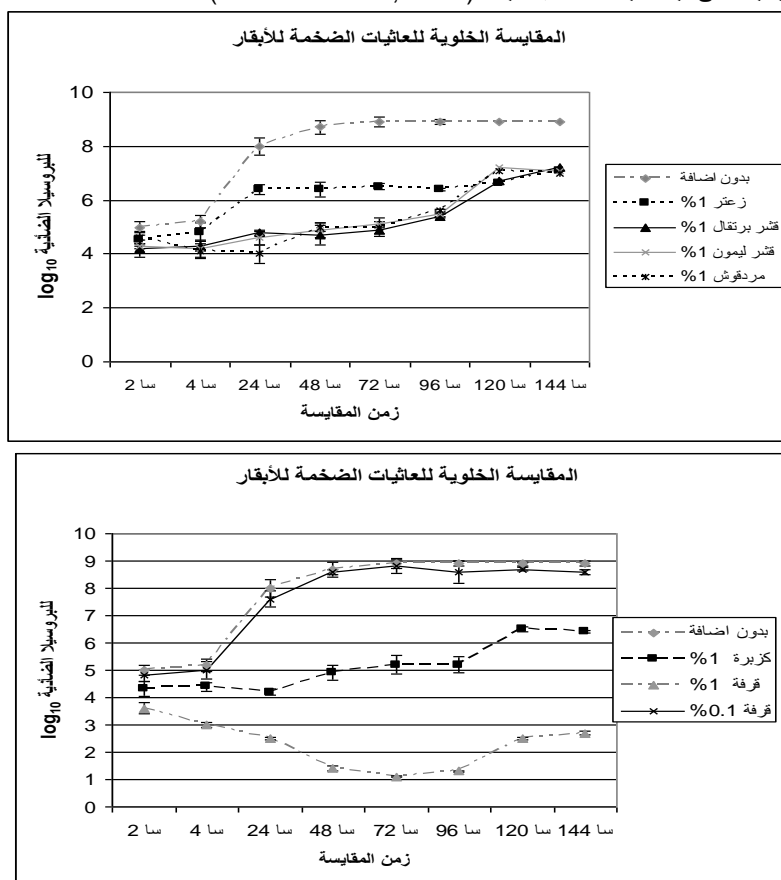 المقايسة الخلوية للعاثيات الضخمة للأبقار
10
8
6
4
2
0
للبروسيلا الضأنية log₁₀
2 سا
4 سا
24 سا
48 سا
72 سا
96 سا
120 سا
144 سا
زمن المقايسة
بدون اضافة
زعتر 1%
قشر برتقال 1%
قشر ليمون 1%
مردقوش 1%
المقايسة الخلوية للعاثيات الضخمة للأبقار
10
9
8
7
6
5
4
3
2
1
0
للبروسيلا الضأنية log₁₀
2 سا
4 سا
24 سا
48 سا
72 سا
96 سا
120 سا
144 سا
زمن المقايسة
بدون اضافة
كزبرة 1%
قرفة 1%
قرفة 0.1%